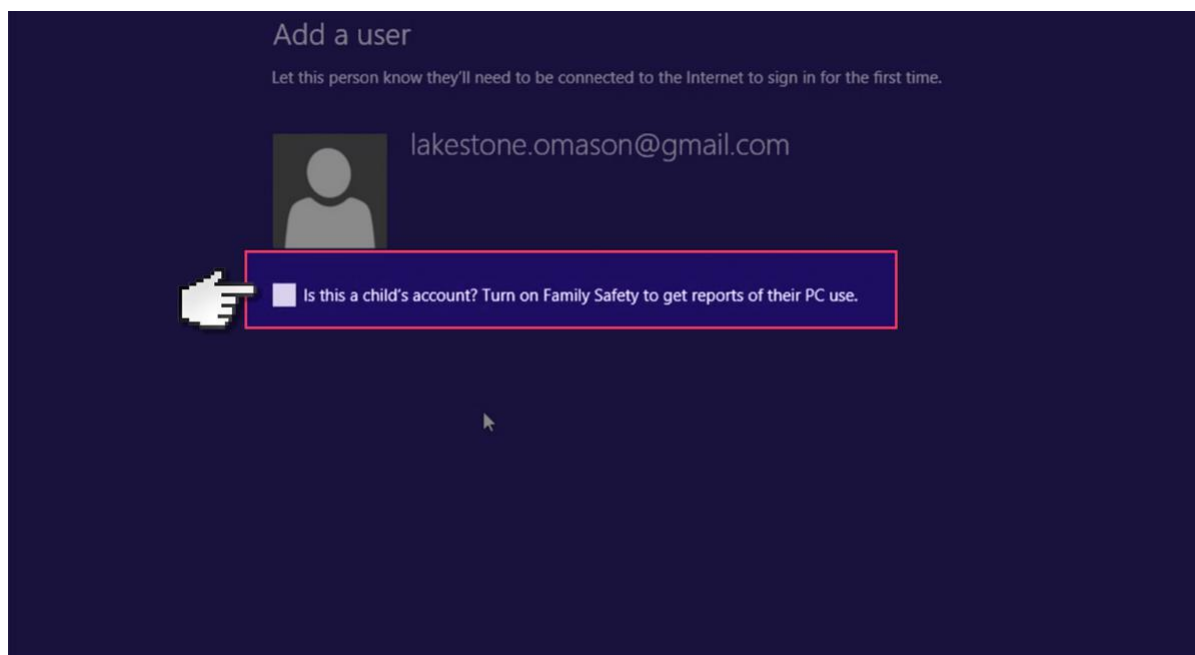 Add a user
Let this person know they'll need to be connected to the Internet to sign in for the first time.
lakestone.omason@gmail.com
Is this a child's account? Turn on Family Safety to get reports of their PC use.